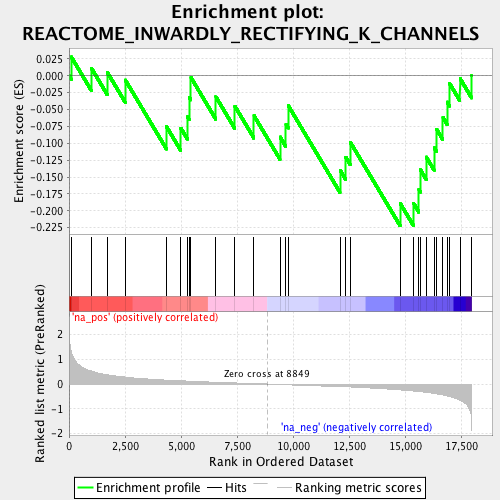 Enrichment plot:
REACTOME_INWARDLY_RECTIFYING_K_CHANNELS
Enrichment score (ES)
0.025
0.000
-0.025
-0.050
-0.075
-0.100
-0.125
-0.150
-0.175
-0.200
-0.225
Ranked list metric (PreRanked)
'na_pos' (positively correlated)
2
1
0
-1
-2
Zero cross at 8849
'na_neg' (negatively correlated)
0
2,500
5,000
7,500
10,000
12,500
15,000
17,500
Rank in Ordered Dataset
Enrichment profile
Hits
Ranking metric scores